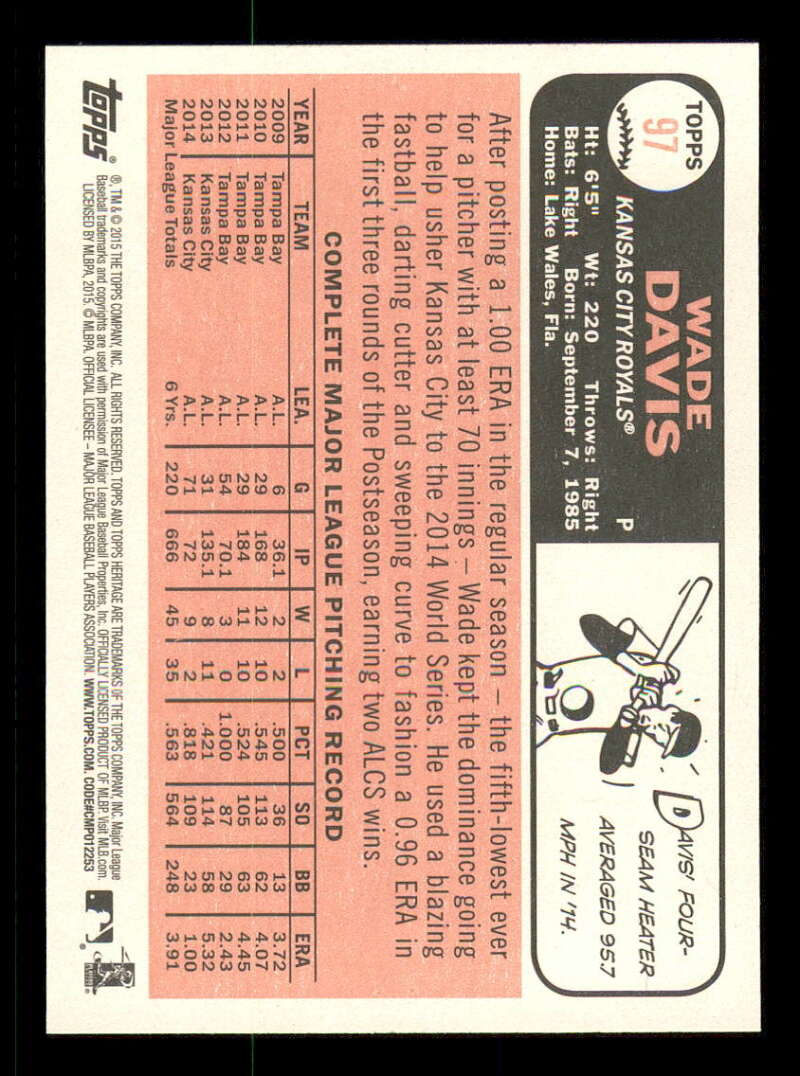 TOPPS
97
WADE
DAVIS
KANSAS CITY ROYALS® P
Ht: 6'5" Wt: 220 Throws: Right
Bats: Right Born: September 7, 1985
Home: Lake Wales, Fla.
DAVIS' FOUR-
SEAM HEATER
AVERAGED 95.7
MPH IN '14.
After posting a 1.00 ERA in the regular season – the fifth-lowest ever
for a pitcher with at least 70 innings – Wade kept the dominance going
to help usher Kansas City to the 2014 World Series. He used a blazing
fastball, darting cutter and sweeping curve to fashion a 0.96 ERA in
the first three rounds of the Postseason, earning two ALCS wins.
COMPLETE MAJOR LEAGUE PITCHING RECORD
YEAR TEAM LEA. G IP W L PCT SO BB ERA
2009 Tampa Bay A.L. 6 36.1 2 2 .500 36 13 3.72
2010 Tampa Bay A.L. 29 168 12 10 .545 113 62 4.07
2011 Tampa Bay A.L. 29 184 11 10 .524 105 63 4.45
2012 Tampa Bay A.L. 54 70.1 3 0 1.000 87 29 2.43
2013 Kansas City A.L. 31 135.1 8 11 .421 114 58 5.32
2014 Kansas City A.L. 71 72 9 2 .818 109 23 1.00
Major League Totals 6 Yrs. 220 666 45 35 .563 564 248 3.91
topps®
®, TM & © 2015 THE TOPPS COMPANY, INC. ALL RIGHTS RESERVED. TOPPS AND TOPPS HERITAGE ARE TRADEMARKS OF THE TOPPS COMPANY, INC. Major League
Baseball trademarks and copyrights are used with permission of Major League Baseball Properties, Inc. OFFICIALLY LICENSED PRODUCT OF MLBP. Visit MLB.com.
LICENSED BY MLBPA, 2015. © MLBPA. OFFICIAL LICENSEE – MAJOR LEAGUE BASEBALL PLAYERS ASSOCIATION. WWW.TOPPS.COM. CODE#CMP012253